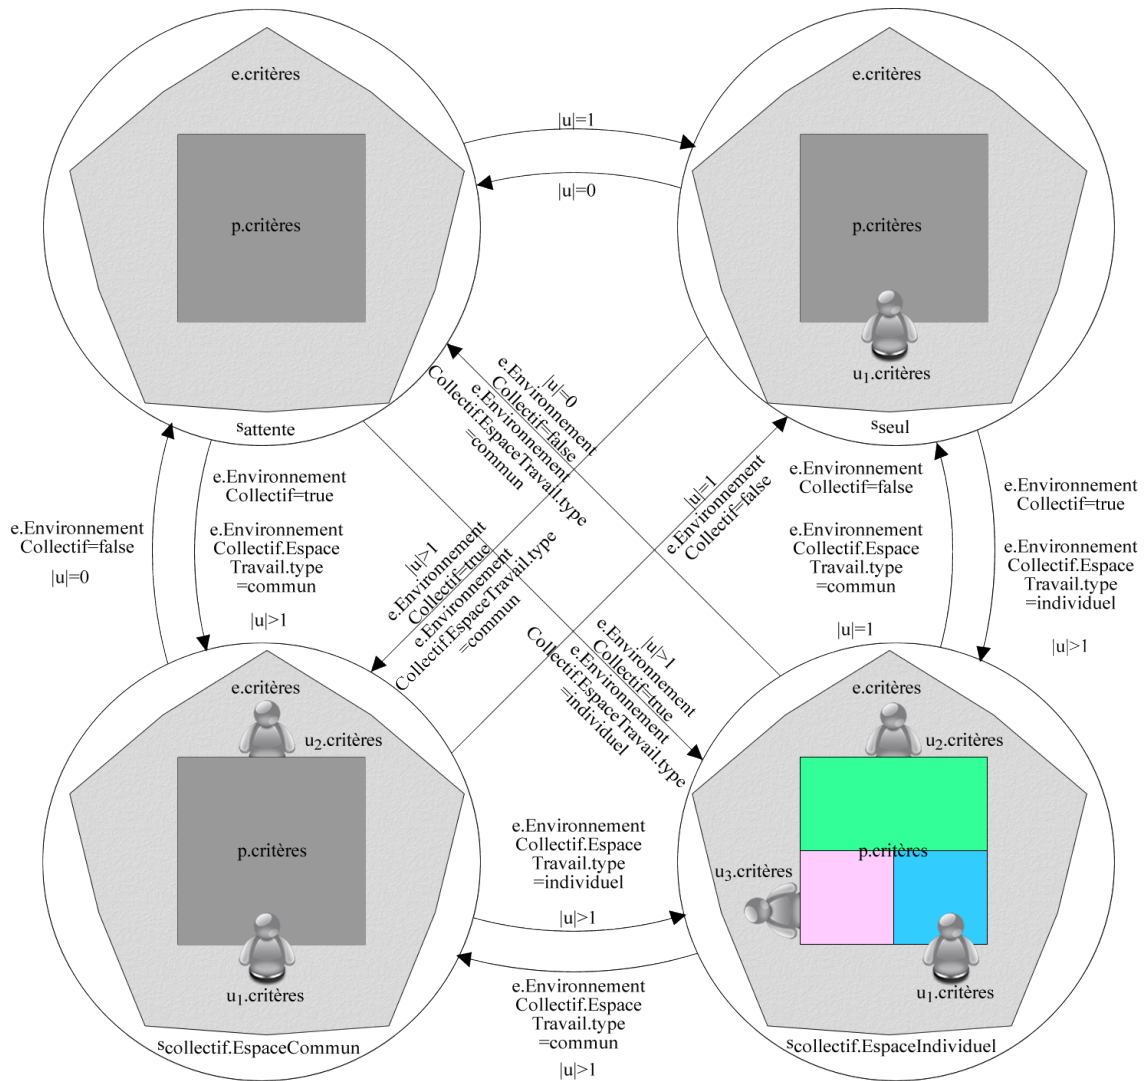 e.critères
p.critères
sattente
|u|=1
|u|=0
e.critères
p.critères
u1.critères
sseul
|u|=0
e.Environnement
Collectif=false
e.Environnement
Collectif.EspaceTravail.type
=commun
|u|=1
e.Environnement
Collectif=false
|u|>1
e.Environnement
Collectif=true
e.Environnement
Collectif.EspaceTravail.type
=commun
|u|>1
e.Environnement
Collectif=true
e.Environnement
Collectif.EspaceTravail.type
=individuel
e.Environnement
Collectif=false
|u|=0
e.Environnement
Collectif=true
e.Environnement
Collectif.Espace
Travail.type
=commun
|u|>1
e.Environnement
Collectif=false
e.Environnement
Collectif.Espace
Travail.type
=commun
|u|=1
e.Environnement
Collectif=true
e.Environnement
Collectif.Espace
Travail.type
=individuel
|u|>1
e.critères
u2.critères
p.critères
u1.critères
scollectif.EspaceCommun
e.Environnement
Collectif.Espace
Travail.type
=individuel
|u|>1
e.Environnement
Collectif.Espace
Travail.type
=commun
|u|>1
e.critères
u2.critères
p.critères
u3.critères
u1.critères
scollectif.EspaceIndividuel